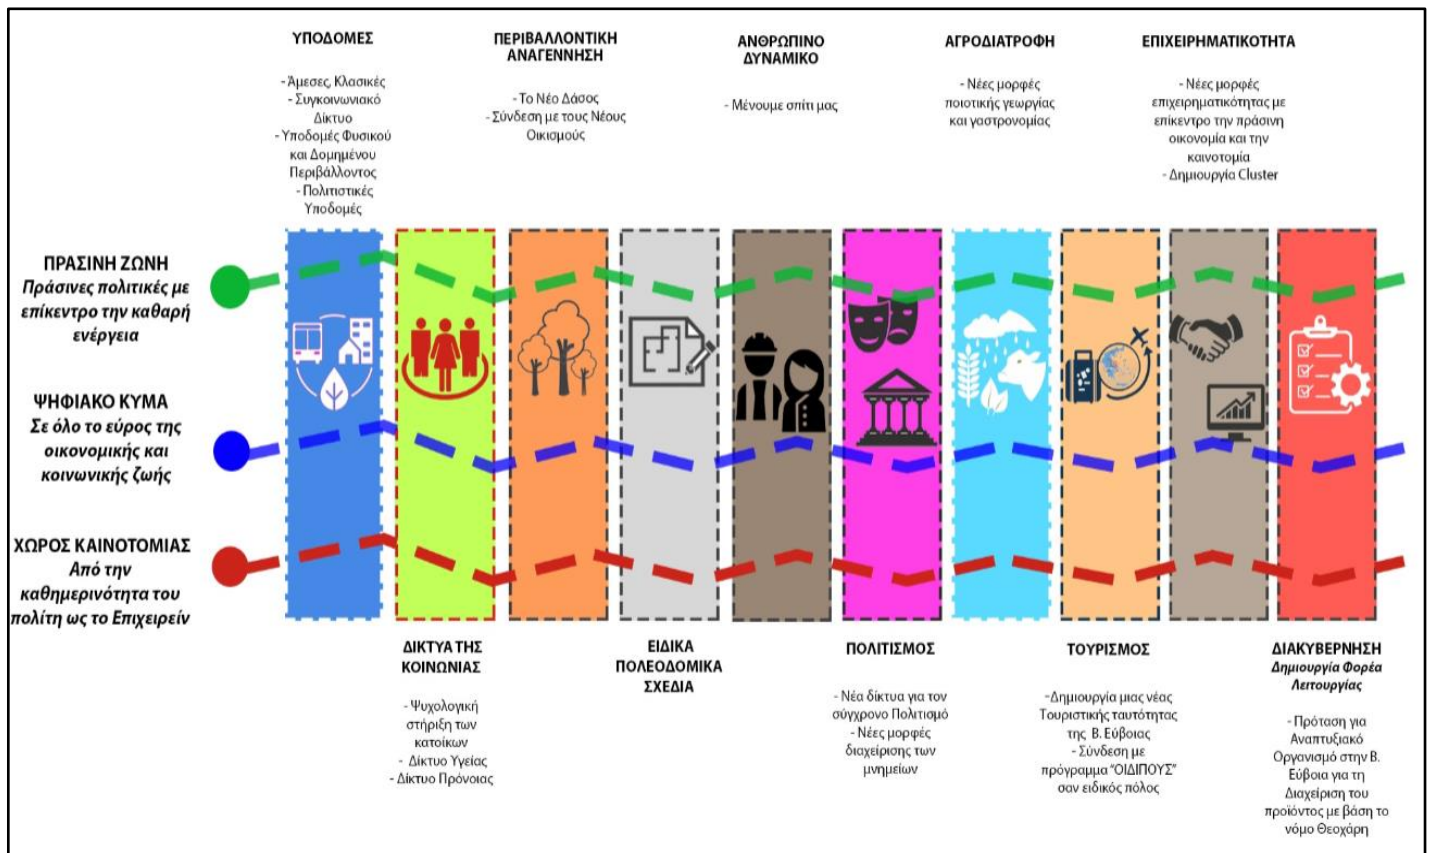 ΥΠΟΔΟΜΕΣ
- Άμεσες, Κλασικές
- Συγκοινωνιακό
Δίκτυο
- Υποδομές Φυσικού
και Δομημένου
Περιβάλλοντος
- Πολιτιστικές
Υποδομές
ΠΕΡΙΒΑΛΛΟΝΤΙΚΗ
ΑΝΑΓΕΝΝΗΣΗ
- Το Νέο Δάσος
- Σύνδεση με τους Νέους
Οικισμούς
ΑΝΘΡΩΠΙΝΟ
ΔΥΝΑΜΙΚΟ
- Μένουμε σπίτι μας
ΑΓΡΟΔΙΑΤΡΟΦΗ
- Νέες μορφές
ποιοτικής γεωργίας
και γαστρονομίας
ΕΠΙΧΕΙΡΗΜΑΤΙΚΟΤΗΤΑ
- Νέες μορφές
επιχειρηματικότητας με
επίκεντρο την πράσινη
οικονομία και την
καινοτομία
- Δημιουργία Cluster
ΠΡΑΣΙΝΗ ΖΩΝΗ
Πράσινες πολιτικές με
επίκεντρο την καθαρή
ενέργεια
ΨΗΦΙΑΚΟ ΚΥΜΑ
Σε όλο το εύρος της
οικονομικής και
κοινωνικής ζωής
ΧΩΡΟΣ ΚΑΙΝΟΤΟΜΙΑΣ
Από την
καθημερινότητα του
πολίτη ως το Επιχειρείν
ΔΙΚΤΥΑ ΤΗΣ
ΚΟΙΝΩΝΙΑΣ
- Ψυχολογική
στήριξη των
κατοίκων
- Δίκτυο Υγείας
- Δίκτυο Πρόνοιας
ΕΙΔΙΚΑ
ΠΟΛΕΟΔΟΜΙΚΑ
ΣΧΕΔΙΑ
ΠΟΛΙΤΙΣΜΟΣ
- Νέα δίκτυα για τον
σύγχρονο Πολιτισμό
- Νέες μορφές
διαχείρισης των
μνημείων
ΤΟΥΡΙΣΜΟΣ
-Δημιουργία μιας νέας
Τουριστικής ταυτότητας
της Β. Εύβοιας
- Σύνδεση με
πρόγραμμα "ΟΙΔΙΠΟΥΣ"
σαν ειδικός πόλος
ΔΙΑΚΥΒΕΡΝΗΣΗ
Δημιουργία Φορέα
Λειτουργίας
- Πρόταση για
Αναπτυξιακό
Οργανισμό στην Β.
Εύβοια για τη
Διαχείριση του
προϊόντος με βάση το
νόμο Θεοχάρη